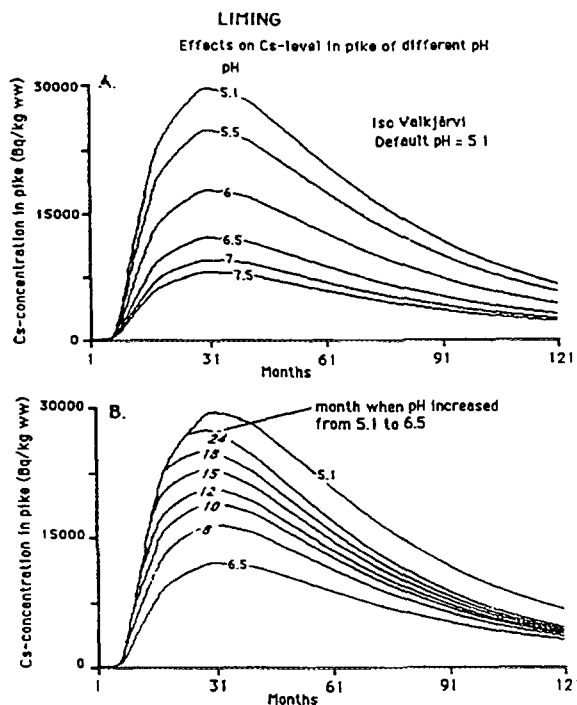 LIMING
Effects on Cs-level in pike of different pH
pH
A.
30000
15000
0
Cs-concentration in pike (Bq/kg ww)
5.1
5.5
6
6.5
7
7.5
Iso Valkjärvi
Default pH = 5.1
1 31 61 91 121
Months
B.
30000
15000
0
Cs-concentration in pike (Bq/kg ww)
month when pH increased
from 5.1 to 6.5
5.1
24
18
15
12
10
8
6.5
1 31 61 91 121
Months